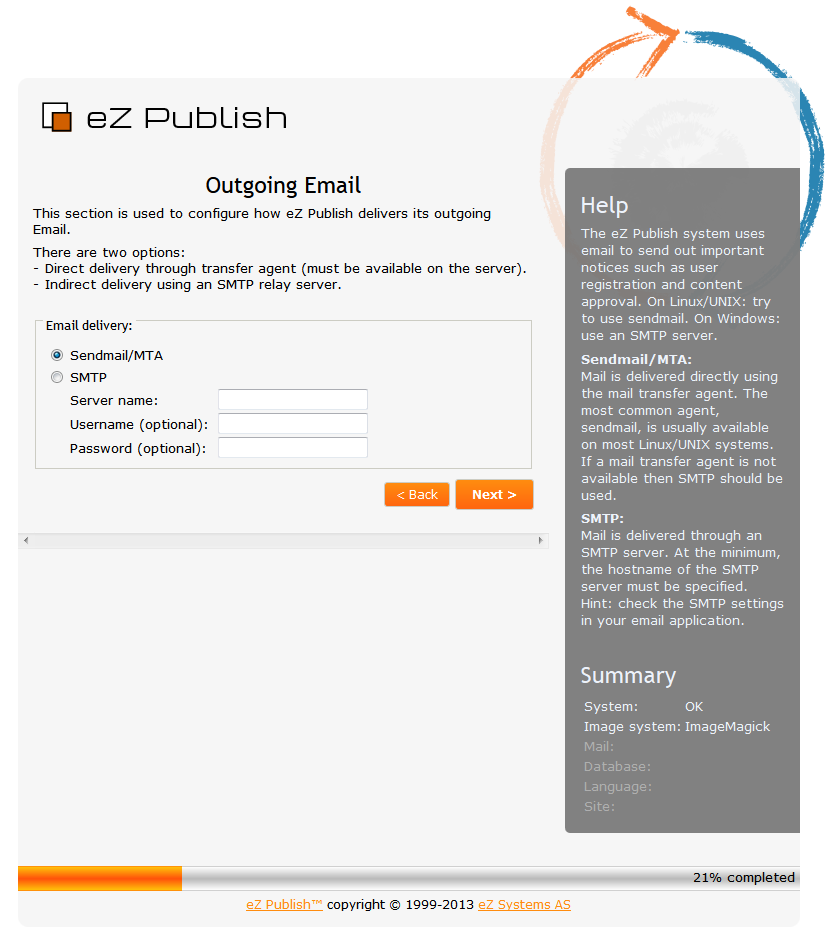 eZ Publish
Outgoing Email
This section is used to configure how eZ Publish delivers its outgoing
Email.
There are two options:
- Direct delivery through transfer agent (must be available on the server).
- Indirect delivery using an SMTP relay server.
Email delivery:
Sendmail/MTA
SMTP
Server name:
Username (optional):
Password (optional):
< Back Next >
Help
The eZ Publish system uses
email to send out important
notices such as user
registration and content
approval. On Linux/UNIX: try
to use sendmail. On Windows:
use an SMTP server.
Sendmail/MTA:
Mail is delivered directly using
the mail transfer agent. The
most common agent,
sendmail, is usually available
on most Linux/UNIX systems.
If a mail transfer agent is not
available then SMTP should be
used.
SMTP:
Mail is delivered through an
SMTP server. At the minimum,
the hostname of the SMTP
server must be specified.
Hint: check the SMTP settings
in your email application.
Summary
System: OK
Image system: ImageMagick
Mail:
Database:
Language:
Site:
21% completed
eZ Publish™ copyright © 1999-2013 eZ Systems AS